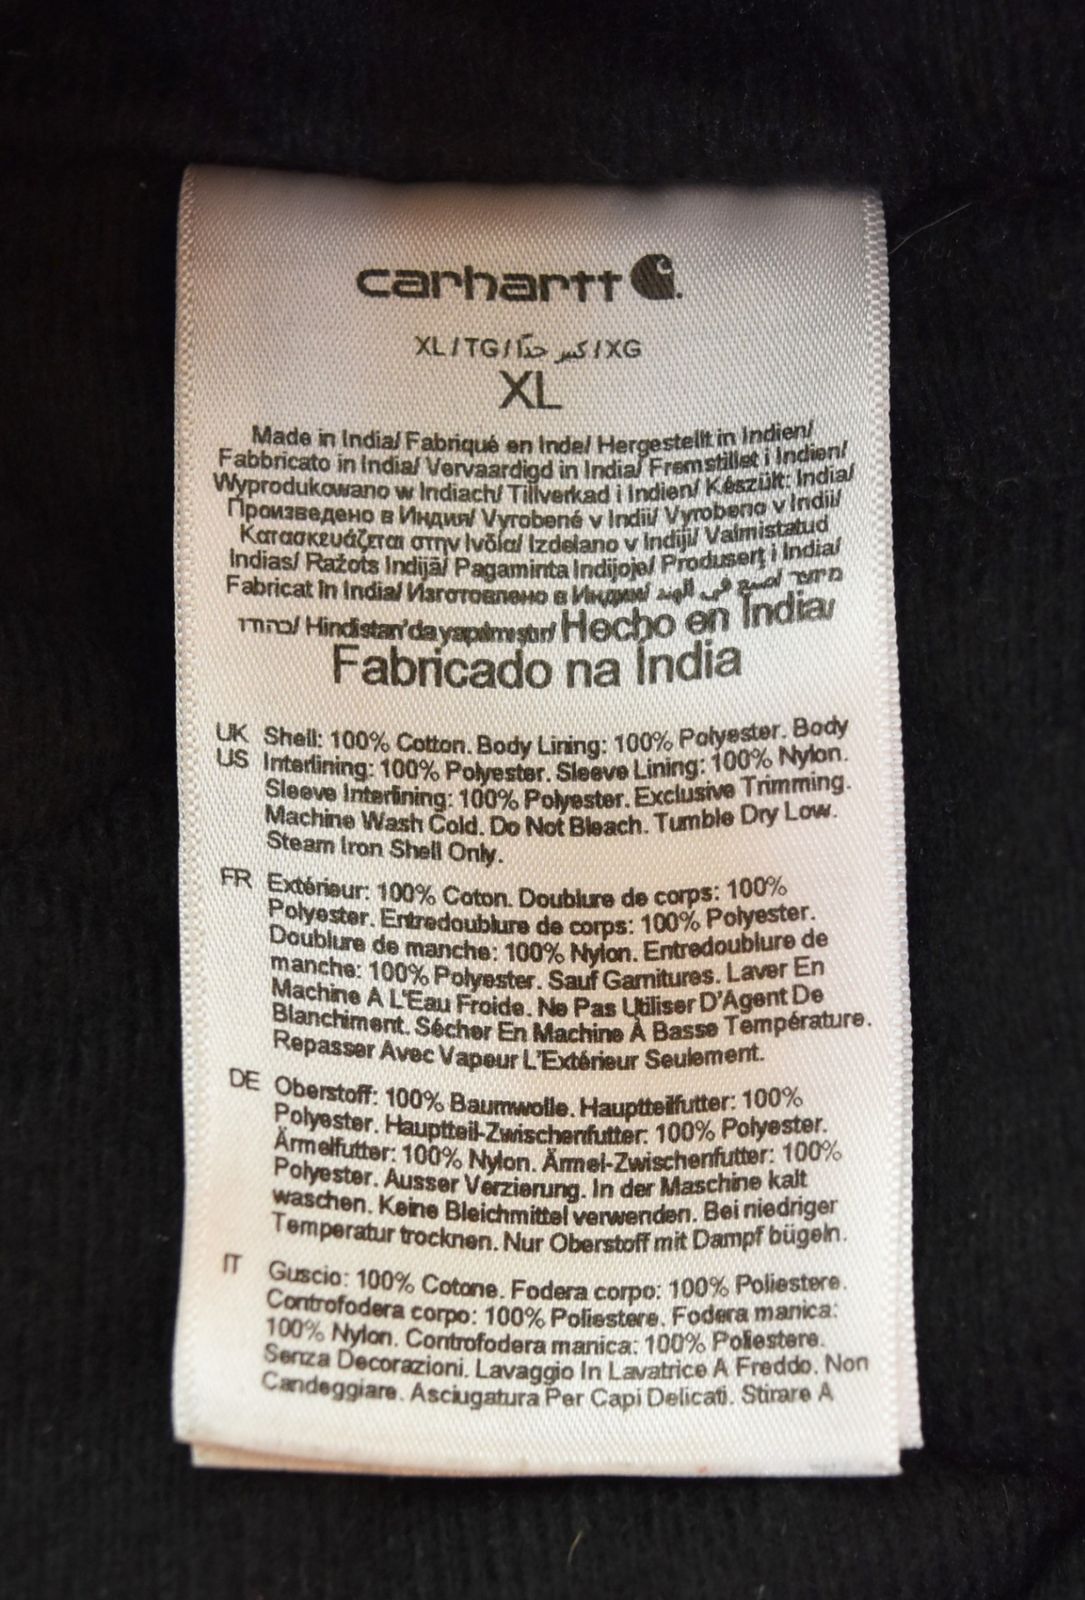 carhartt
XL/TG/كبير جدًا/XG
XL
Made in India/ Fabriqué en Inde/ Hergestellt in Indien/
Fabbricato in India/ Vervaardigd in India/ Fremstillet i Indien/
Wyprodukowano w Indiach/ Tillverkad i Indien/ Készült: India/
Произведено в Индия/ Vyrobené v Indii/ Vyrobeno v Indii/
Κατασκευάζεται στην Ινδία/ Izdelano v Indiji/ Valmistatud
Indias/ Ražots Indijā/ Pagaminta Indijoje/ Produsert i India/
Fabricat în India/ Изготовлено в Индии/ صنع في الهند/ מיוצר
בהודו/ Hindistan'da yapılmıştır/ Hecho en India/
Fabricado na Índia
UK Shell: 100% Cotton. Body Lining: 100% Polyester. Body
US Interlining: 100% Polyester. Sleeve Lining: 100% Nylon.
Sleeve Interlining: 100% Polyester. Exclusive Trimming.
Machine Wash Cold. Do Not Bleach. Tumble Dry Low.
Steam Iron Shell Only.
FR Extérieur: 100% Coton. Doublure de corps: 100%
Polyester. Entredoublure de corps: 100% Polyester.
Doublure de manche: 100% Nylon. Entredoublure de
manche: 100% Polyester. Sauf Garnitures. Laver En
Machine A L'Eau Froide. Ne Pas Utiliser D'Agent De
Blanchiment. Sécher En Machine À Basse Température.
Repasser Avec Vapeur L'Extérieur Seulement.
DE Oberstoff: 100% Baumwolle. Hauptteilfutter: 100%
Polyester. Hauptteil-Zwischenfutter: 100% Polyester.
Ärmelfutter: 100% Nylon. Ärmel-Zwischenfutter: 100%
Polyester. Ausser Verzierung. In der Maschine kalt
waschen. Keine Bleichmittel verwenden. Bei niedriger
Temperatur trocknen. Nur Oberstoff mit Dampf bügeln.
IT Guscio: 100% Cotone. Fodera corpo: 100% Poliestere.
Controfodera corpo: 100% Poliestere. Fodera manica:
100% Nylon. Controfodera manica: 100% Poliestere.
Senza Decorazioni. Lavaggio In Lavatrice A Freddo. Non
Candeggiare. Asciugatura Per Capi Delicati. Stirare A